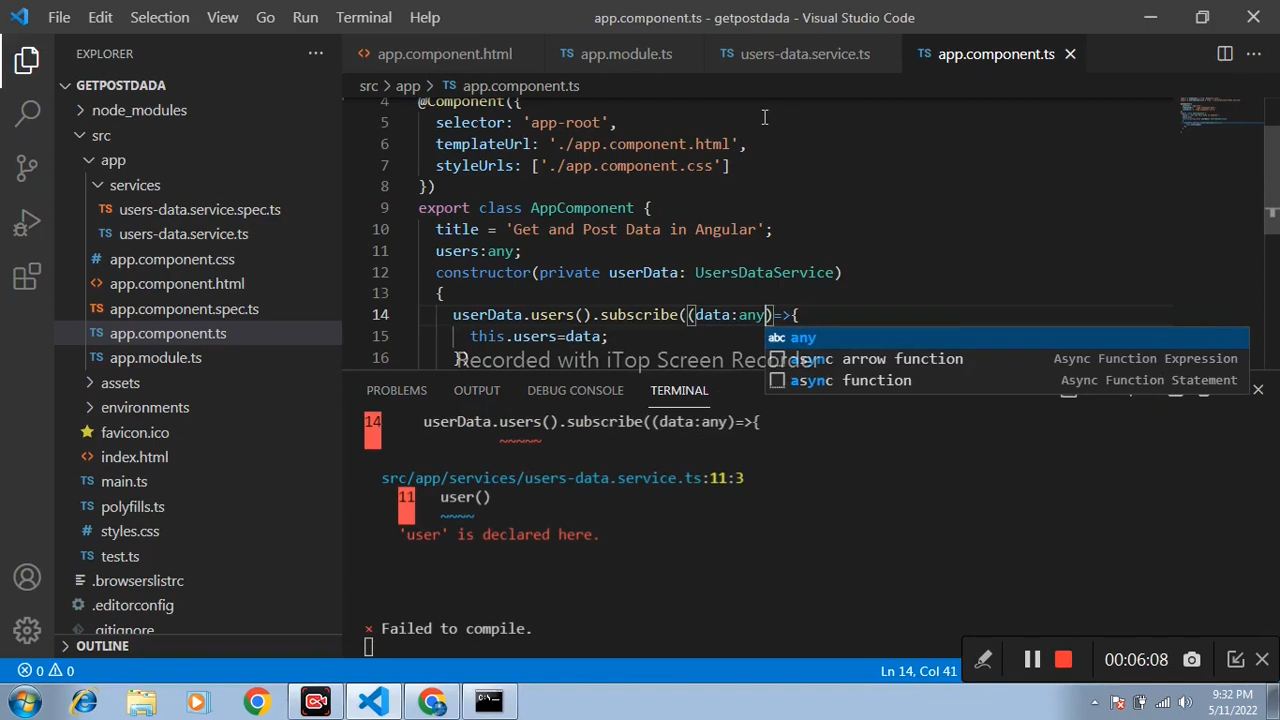 File Edit Selection View Go Run Terminal Help
app.component.ts - getpostdada - Visual Studio Code
EXPLORER
GETPOSTDADA
node_modules
src
app
services
users-data.service.spec.ts
users-data.service.ts
app.component.css
app.component.html
app.component.spec.ts
app.component.ts
app.module.ts
assets
environments
favicon.ico
index.html
main.ts
polyfills.ts
styles.css
test.ts
.browserslistrc
.editorconfig
.gitignore
OUTLINE
app.component.html
TS app.module.ts
TS users-data.service.ts
TS app.component.ts
src > app > TS app.component.ts
4 @Component({
5 selector: 'app-root',
6 templateUrl: './app.component.html',
7 styleUrls: ['./app.component.css']
8 })
9 export class AppComponent {
10 title = 'Get and Post Data in Angular';
11 users:any;
12 constructor(private userData: UsersDataService)
13 {
14 userData.users().subscribe((data:any)=>{
15 this.users=data;
16 })
abc any
async arrow function Async Function Expression
async function Async Function Statement
Recorded with iTop Screen Recorder
PROBLEMS OUTPUT DEBUG CONSOLE TERMINAL
14 userData.users().subscribe((data:any)=>{
~~~~~
src/app/services/users-data.service.ts:11:3
11 user()
~~~~
'user' is declared here.
× Failed to compile.
00:06:08
0 0
Ln 14, Col 41
9:32 PM
5/11/2022